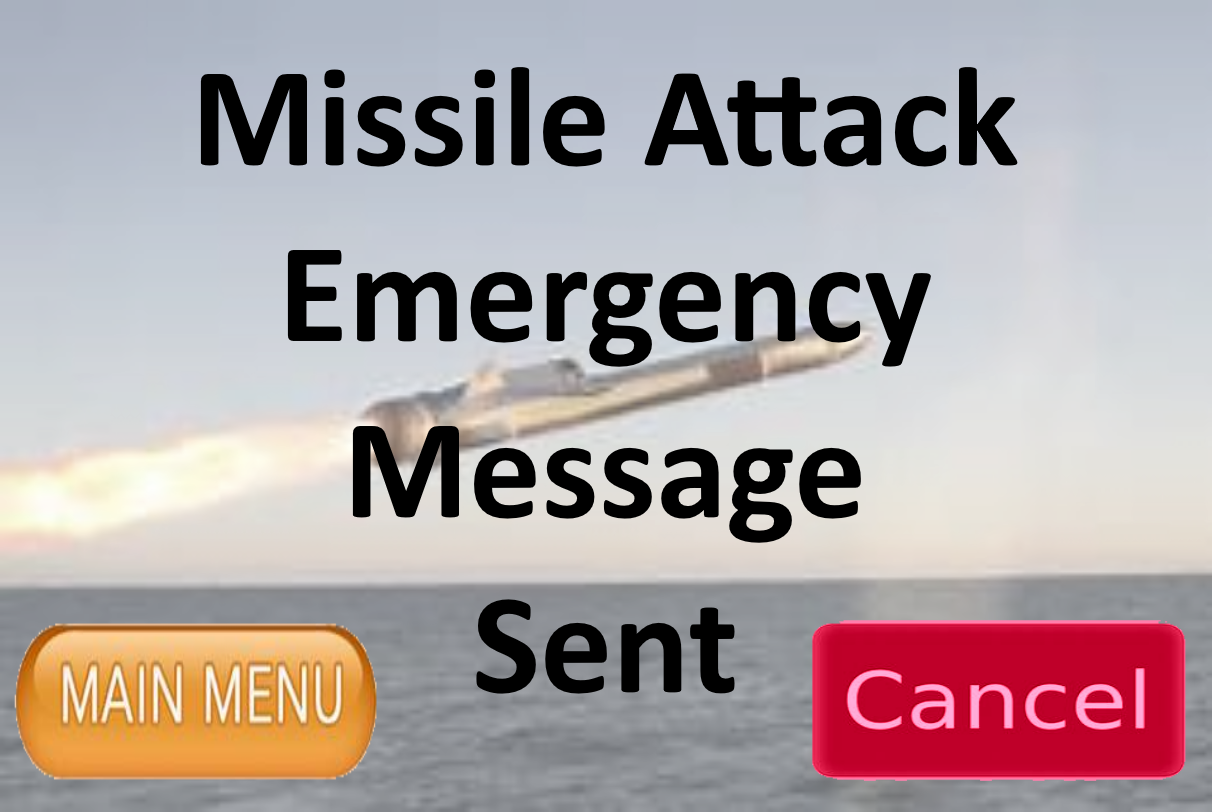 Missile Attack
Emergency
Message
Sent
MAIN MENU
Cancel